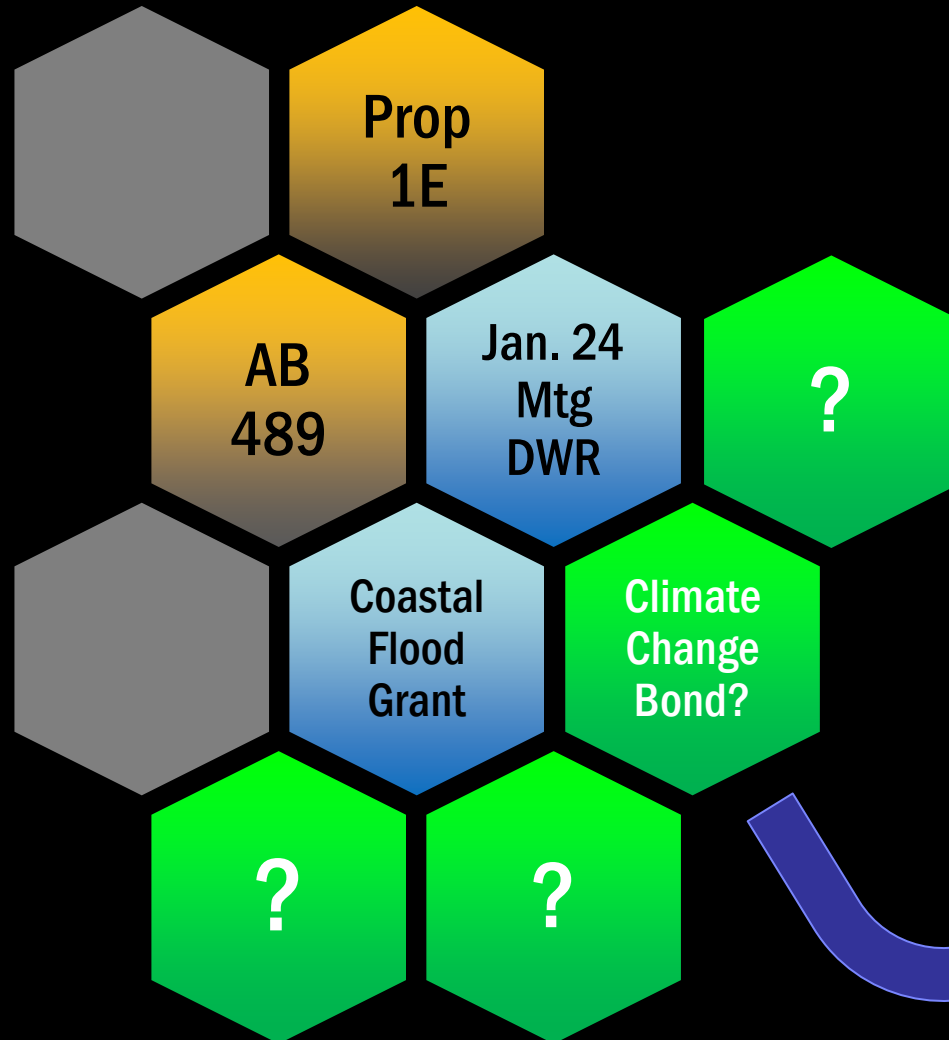 Prop
1E
AB
489
Jan. 24
Mtg
DWR
?
Coastal
Flood
Grant
Climate
Change
Bond?
?
?